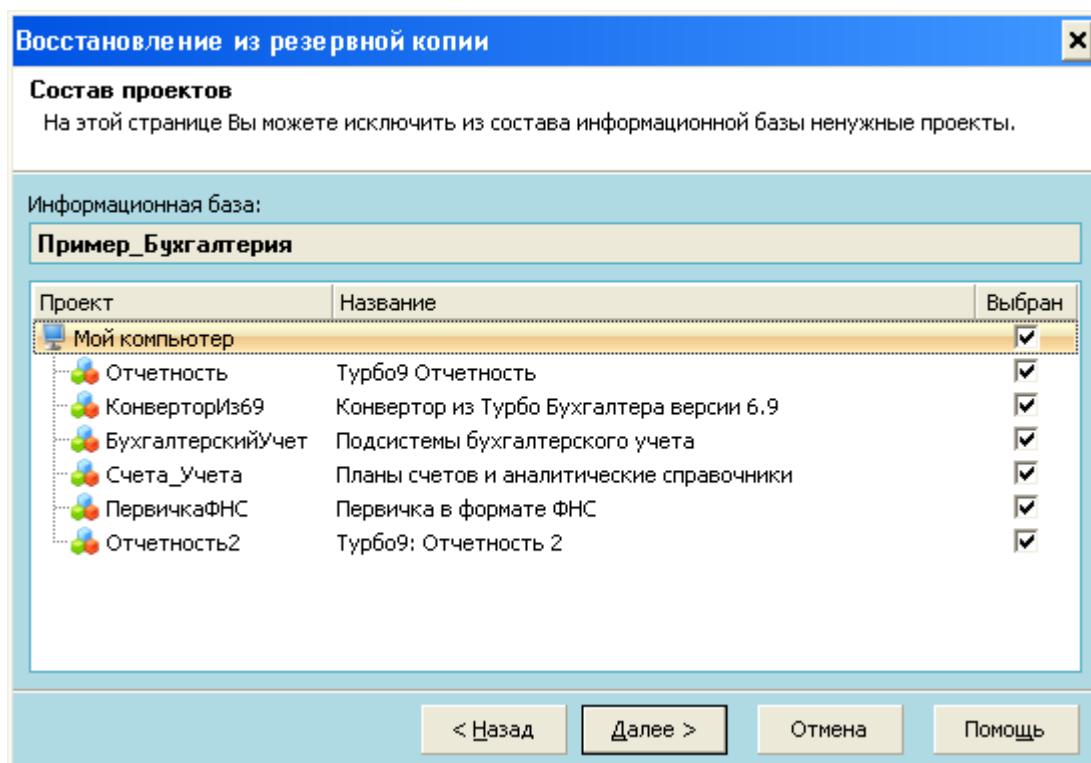 Восстановление из резервной копии
Состав проектов
На этой странице Вы можете исключить из состава информационной базы ненужные проекты.
Информационная база:
Пример_Бухгалтерия
Проект Название Выбран
Мой компьютер
Отчетность Турбо9 Отчетность
КонверторИз69 Конвертор из Турбо Бухгалтера версии 6.9
БухгалтерскийУчет Подсистемы бухгалтерского учета
Счета_Учета Планы счетов и аналитические справочники
ПервичкаФНС Первичка в формате ФНС
Отчетность2 Турбо9: Отчетность 2
< Назад Далее > Отмена Помощь